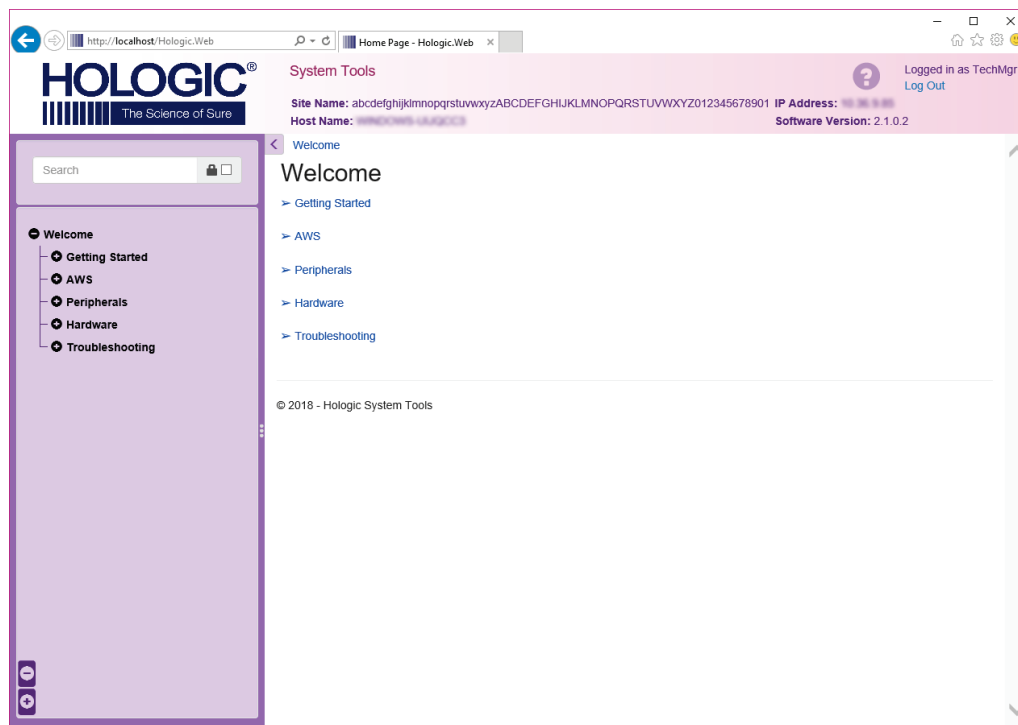 http://localhost/Hologic.Web
Home Page - Hologic.Web
HOLOGIC®
The Science of Sure
System Tools
Logged in as TechMgr
Log Out
Site Name: abcdefghijklmnopqrstuvwxyzABCDEFGHIJKLMNOPQRSTUVWXYZ012345678901 IP Address:
Host Name:
Software Version: 2.1.0.2
Search
Welcome
Welcome
Getting Started
AWS
Peripherals
Hardware
Troubleshooting
Welcome
Getting Started
AWS
Peripherals
Hardware
Troubleshooting
© 2018 - Hologic System Tools